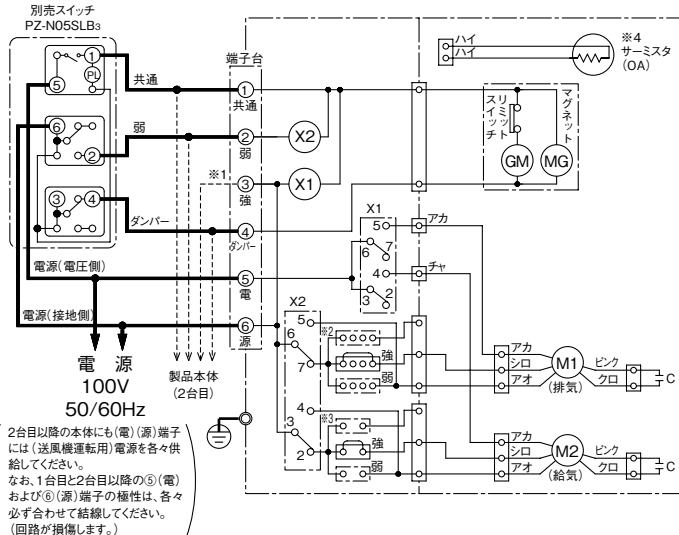 別売スイッチ
PZ-N05SLB3
1
PL
5
6
2
3
4
共通
弱
※1
ダンパー
電源(電圧側)
電源(接地側)
電 源
100V
50/60Hz
製品本体
(2台目)
端子台
1
共通
2
弱
3
強
4
ダンパー
5
電
6
源
X2
X1
ハイ
ハイ
※4
サーミスタ
(OA)
リミット
スイッチ
マグネット
GM
MG
X1
5
7
6
4
2
3
アカ
チャ
X2
5
6
7
4
3
2
※2
強
弱
※3
強
弱
アカ
シロ
アオ
M1
(排気)
ピンク
クロ
C
アカ
シロ
アオ
M2
(給気)
ピンク
クロ
C
2台目以降の本体にも(電)(源)端子
には(送風機運転用)電源を各々供
給してください。
なお、1台目と2台目以降の⑤(電)
および⑥(源)端子の極性は、各々
必ず合わせて結線してください。
(回路が損傷します。)